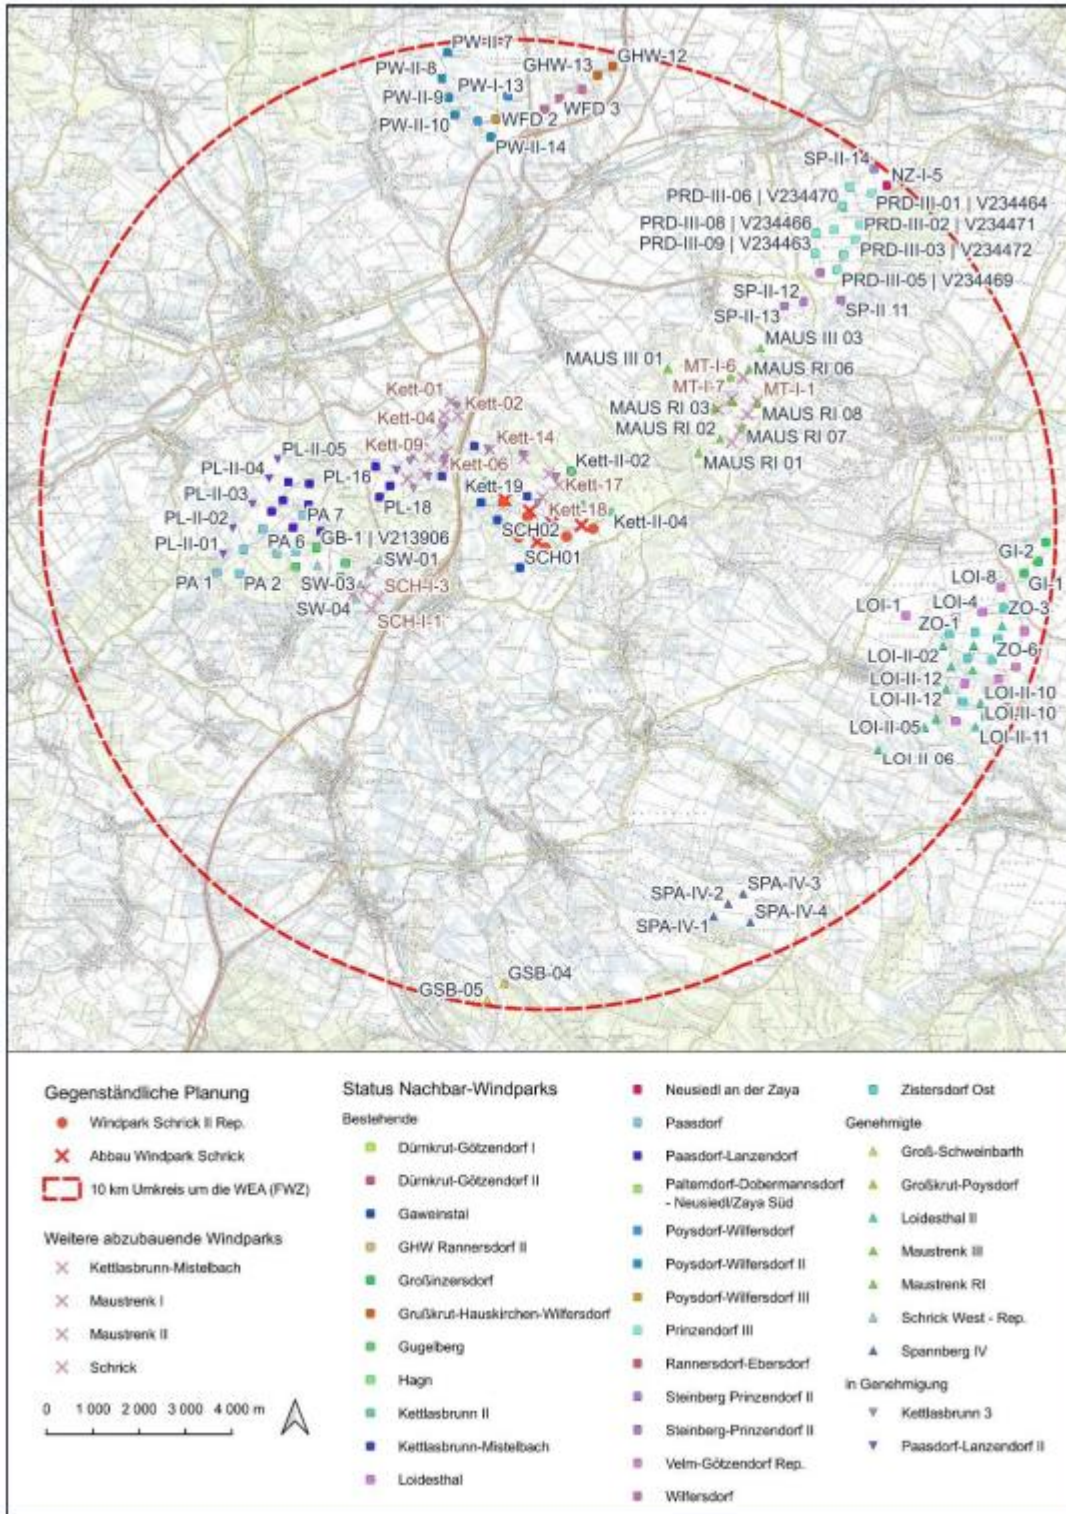 PW-II-7
GHW-12
GHW-13
PW-II-8
PW-I-13
PW-II-9
WFD 3
PW-II-10
WFD 2
PW-II-14
SP-II-14
NZ-I-5
PRD-III-06 | V234470
PRD-III-01 | V234464
PRD-III-08 | V234466
PRD-III-02 | V234471
PRD-III-09 | V234463
PRD-III-03 | V234472
PRD-III-05 | V234469
SP-II-12
SP-II 11
SP-II-13
MAUS III 03
MAUS III 01
MT-I-6
MAUS RI 06
MT-I-7
MT-I-1
MAUS RI 03
MAUS RI 08
MAUS RI 02
MAUS RI 07
MAUS RI 01
Kett-01
Kett-02
Kett-04
Kett-09
Kett-14
Kett-06
Kett-II-02
Kett-17
Kett-19
Kett-18
Kett-II-04
PL-II-05
PL-II-04
PL-16
PL-II-03
PL-18
PL-II-02
PA 7
PL-II-01
PA 6
GB-1 | V213906
SCH02
SCH01
PA 1
PA 2
SW-01
SW-03
SCH-I-3
SW-04
SCH-I-1
GI-2
GI-1
LOI-8
LOI-1
LOI-4
ZO-3
ZO-1
ZO-6
LOI-II-02
LOI-II-12
LOI-II-12
LOI-II-10
LOI-II-10
LOI-II-05
LOI-II-11
LOI II 06
SPA-IV-3
SPA-IV-2
SPA-IV-4
SPA-IV-1
GSB-04
GSB-05
Gegenständliche Planung
Windpark Schrick II Rep.
Abbau Windpark Schrick
10 km Umkreis um die WEA (FWZ)
Weitere abzubauende Windparks
Kettlasbrunn-Mistelbach
Maustrenk I
Maustrenk II
Schrick
0 1 000 2 000 3 000 4 000 m
Status Nachbar-Windparks
Bestehende
Dürnkrut-Götzendorf I
Dürnkrut-Götzendorf II
Gaweinstal
GHW Rannersdorf II
Großinzersdorf
Grußkrut-Hauskirchen-Wilfersdorf
Gugelberg
Hagn
Kettlasbrunn II
Kettlasbrunn-Mistelbach
Loidesthal
Neusiedl an der Zaya
Paasdorf
Paasdorf-Lanzendorf
Palterndorf-Dobermannsdorf
- Neusiedl/Zaya Süd
Poysdorf-Wilfersdorf
Poysdorf-Wilfersdorf II
Poysdorf-Wilfersdorf III
Prinzendorf III
Rannersdorf-Ebersdorf
Steinberg Prinzendorf II
Steinberg-Prinzendorf II
Velm-Götzendorf Rep.
Wilfersdorf
Zistersdorf Ost
Genehmigte
Groß-Schweinbarth
Großkrut-Poysdorf
Loidesthal II
Maustrenk III
Maustrenk RI
Schrick West - Rep.
Spannberg IV
in Genehmigung
Kettlasbrunn 3
Paasdorf-Lanzendorf II